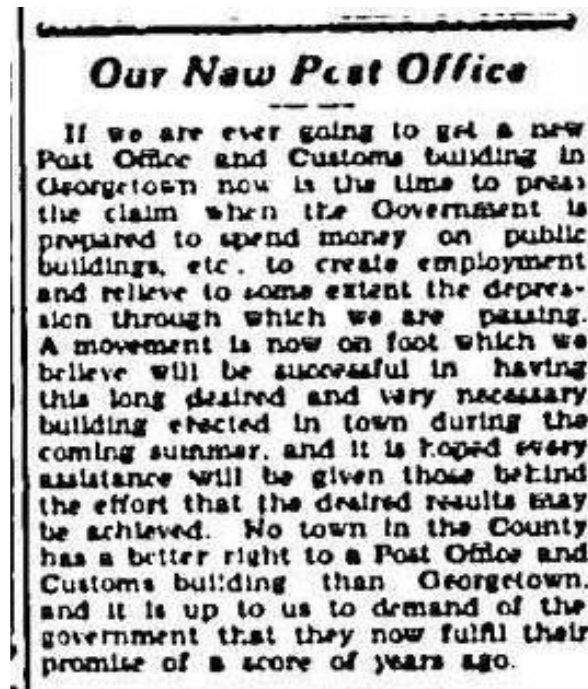 Our New Post Office
If we are ever going to get a new
Post Office and Customs building in
Georgetown now is the time to press
the claim when the Government is
prepared to spend money on public
buildings, etc., to create employment
and relieve to some extent the depres-
sion through which we are passing.
A movement is now on foot which we
believe will be successful in having
this long desired and very necessary
building erected in town during the
coming summer, and it is hoped every
assistance will be given those behind
the effort that the desired results may
be achieved. No town in the County
has a better right to a Post Office and
Customs building than Georgetown,
and it is up to us to demand of the
government that they now fulfil their
promise of a score of years ago.